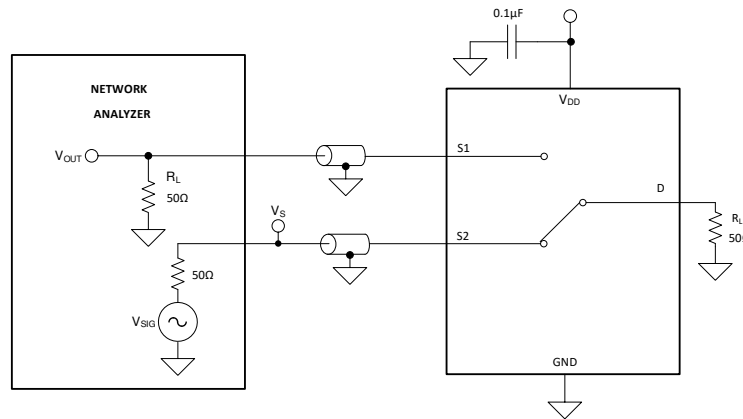 0.1µF
NETWORK
ANALYZER
VDD
VOUT
S1
RL
50Ω
D
VS
RL
S2
50Ω
VSIG
GND